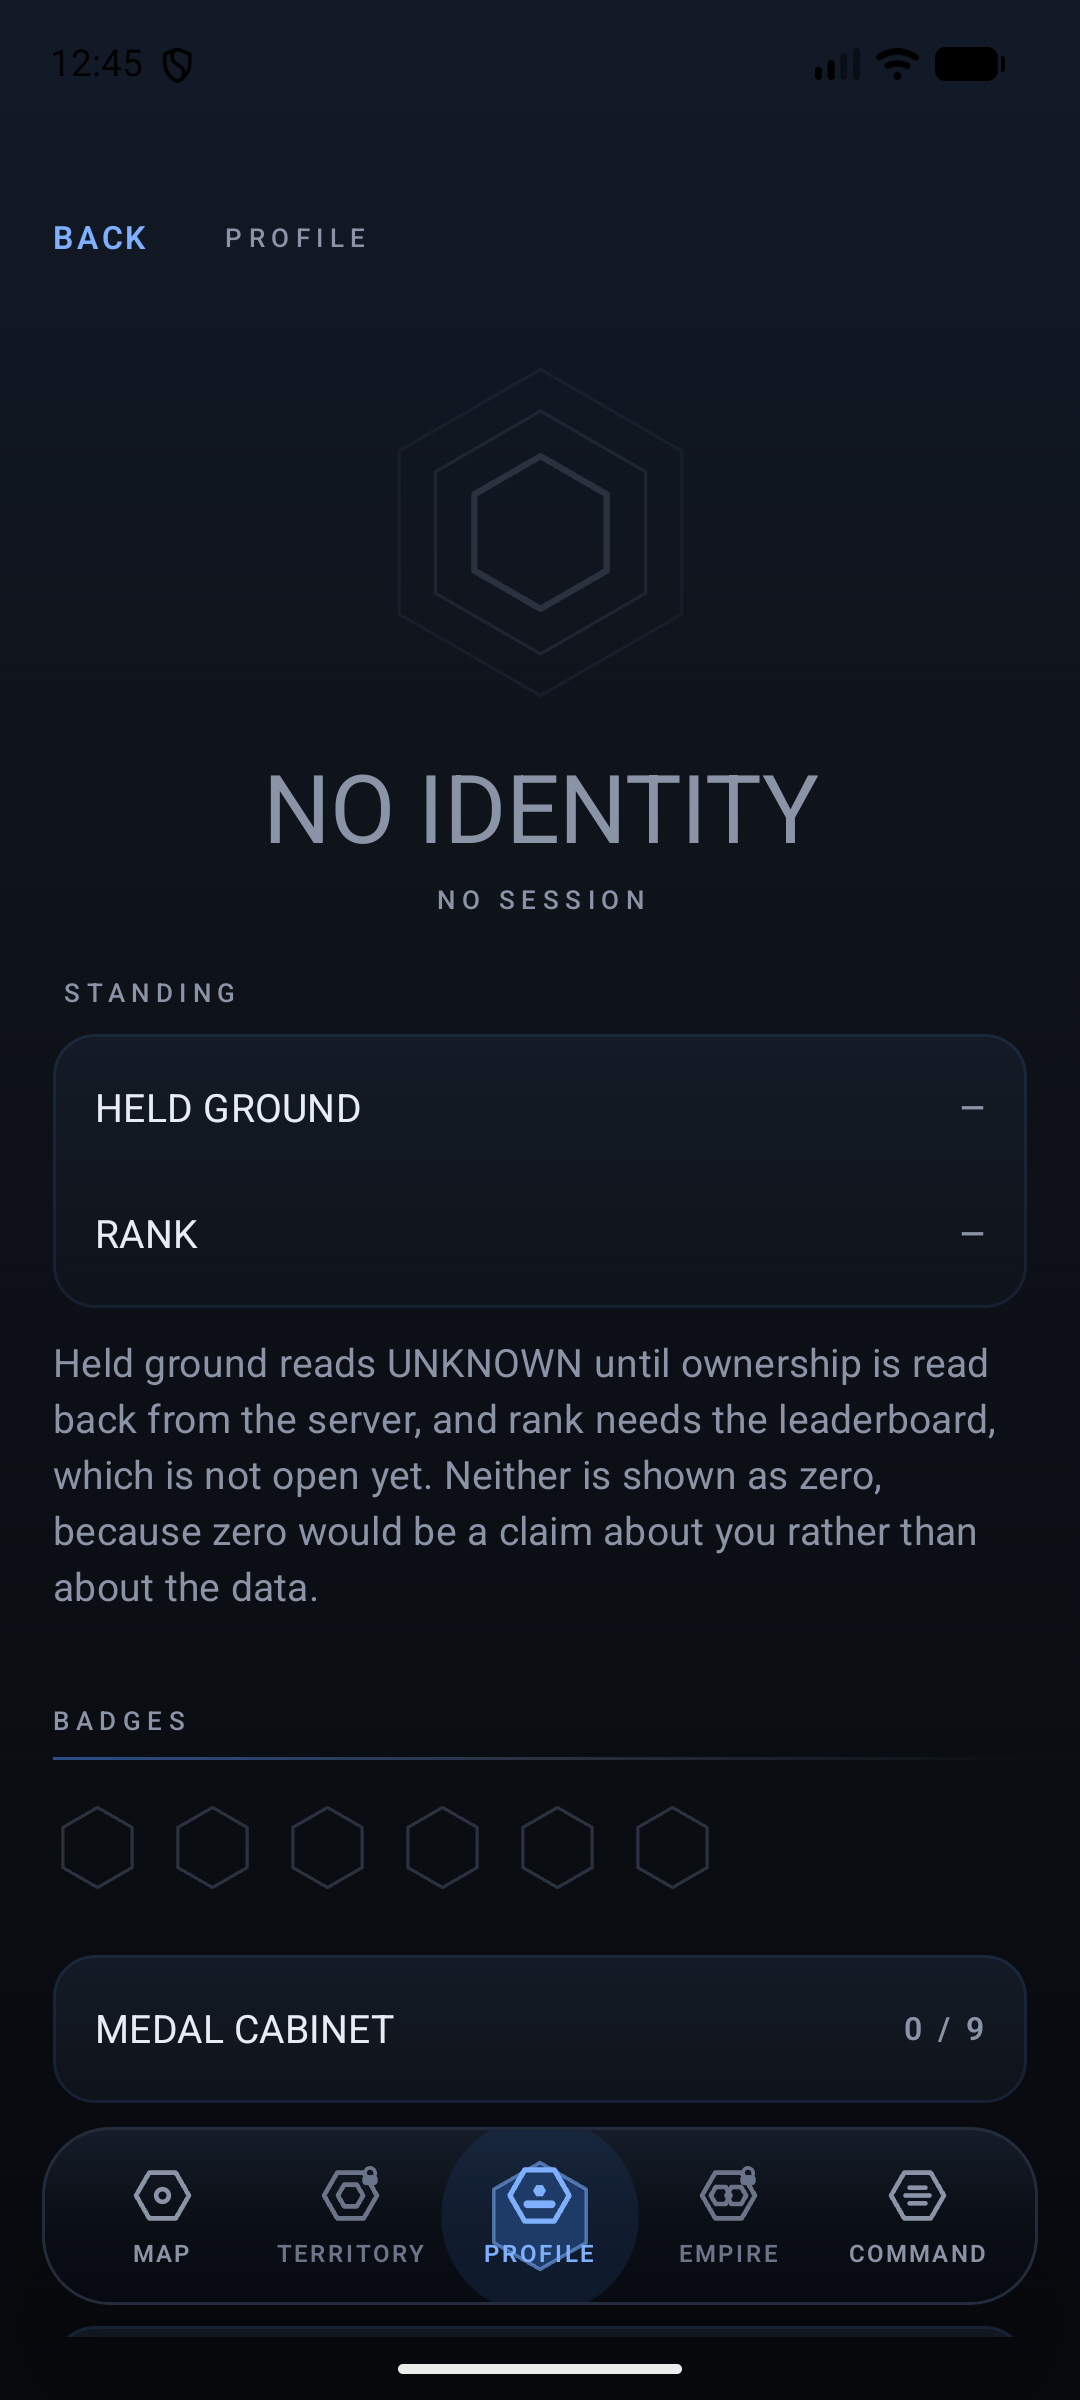 12:45
BACK
PROFILE
NO IDENTITY
NO SESSION
STANDING
HELD GROUND –
RANK –
Held ground reads UNKNOWN until ownership is read
back from the server, and rank needs the leaderboard,
which is not open yet. Neither is shown as zero,
because zero would be a claim about you rather than
about the data.
BADGES
MEDAL CABINET 0 / 9
MAP
TERRITORY
PROFILE
EMPIRE
COMMAND